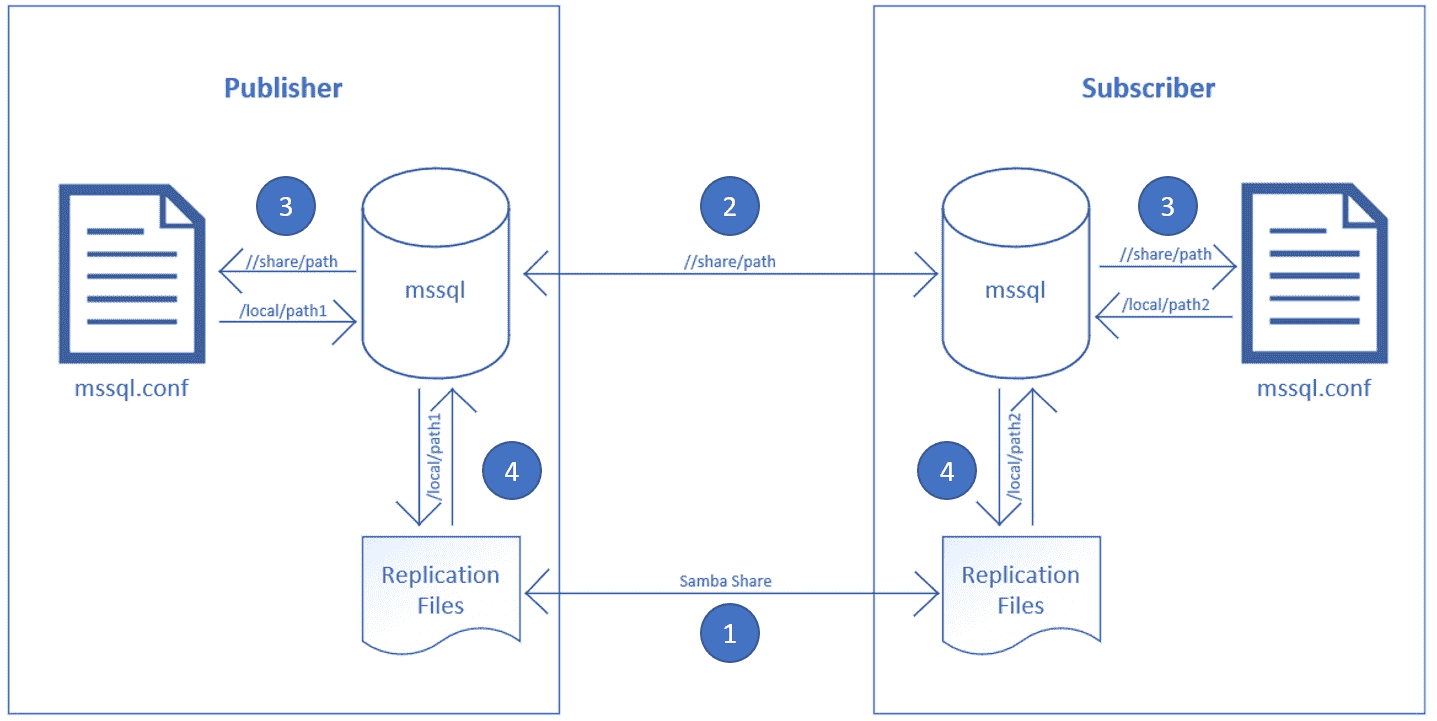 Publisher
Subscriber
3
2
3
//share/path
//share/path
//share/path
mssql
mssql
/local/path1
/local/path2
mssql.conf
mssql.conf
/local/path1
4
4
/local/path2
Replication
Files
Samba Share
Replication
Files
1